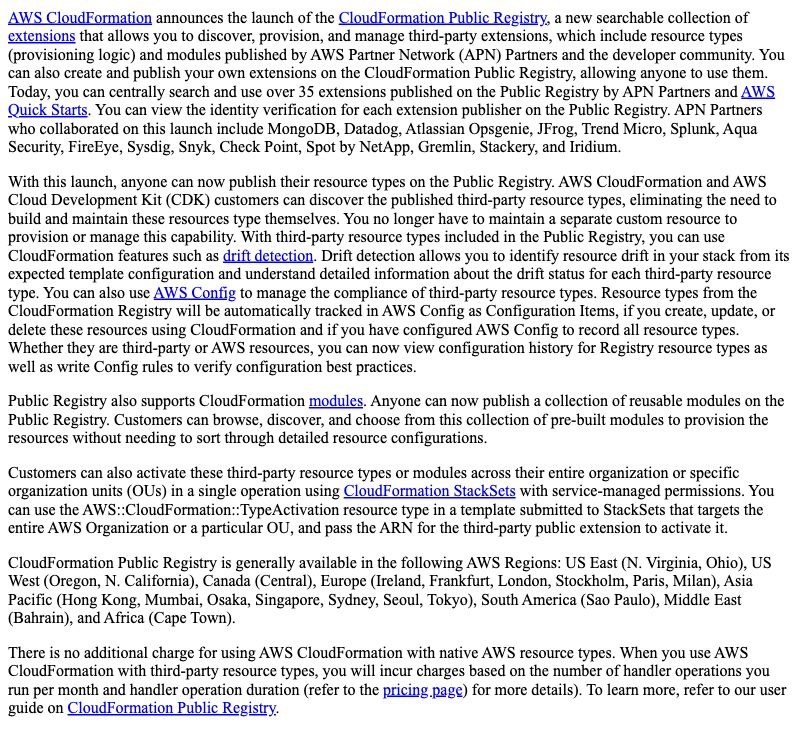 AWS CloudFormation announces the launch of the CloudFormation Public Registry, a new searchable collection of
extensions that allows you to discover, provision, and manage third-party extensions, which include resource types
(provisioning logic) and modules published by AWS Partner Network (APN) Partners and the developer community. You
can also create and publish your own extensions on the CloudFormation Public Registry, allowing anyone to use them.
Today, you can centrally search and use over 35 extensions published on the Public Registry by APN Partners and AWS
Quick Starts. You can view the identity verification for each extension publisher on the Public Registry. APN Partners
who collaborated on this launch include MongoDB, Datadog, Atlassian Opsgenie, JFrog, Trend Micro, Splunk, Aqua
Security, FireEye, Sysdig, Snyk, Check Point, Spot by NetApp, Gremlin, Stackery, and Iridium.
With this launch, anyone can now publish their resource types on the Public Registry. AWS CloudFormation and AWS
Cloud Development Kit (CDK) customers can discover the published third-party resource types, eliminating the need to
build and maintain these resources type themselves. You no longer have to maintain a separate custom resource to
provision or manage this capability. With third-party resource types included in the Public Registry, you can use
CloudFormation features such as drift detection. Drift detection allows you to identify resource drift in your stack from its
expected template configuration and understand detailed information about the drift status for each third-party resource
type. You can also use AWS Config to manage the compliance of third-party resource types. Resource types from the
CloudFormation Registry will be automatically tracked in AWS Config as Configuration Items, if you create, update, or
delete these resources using CloudFormation and if you have configured AWS Config to record all resource types.
Whether they are third-party or AWS resources, you can now view configuration history for Registry resource types as
well as write Config rules to verify configuration best practices.
Public Registry also supports CloudFormation modules. Anyone can now publish a collection of reusable modules on the
Public Registry. Customers can browse, discover, and choose from this collection of pre-built modules to provision the
resources without needing to sort through detailed resource configurations.
Customers can also activate these third-party resource types or modules across their entire organization or specific
organization units (OUs) in a single operation using CloudFormation StackSets with service-managed permissions. You
can use the AWS::CloudFormation::TypeActivation resource type in a template submitted to StackSets that targets the
entire AWS Organization or a particular OU, and pass the ARN for the third-party public extension to activate it.
CloudFormation Public Registry is generally available in the following AWS Regions: US East (N. Virginia, Ohio), US
West (Oregon, N. California), Canada (Central), Europe (Ireland, Frankfurt, London, Stockholm, Paris, Milan), Asia
Pacific (Hong Kong, Mumbai, Osaka, Singapore, Sydney, Seoul, Tokyo), South America (Sao Paulo), Middle East
(Bahrain), and Africa (Cape Town).
There is no additional charge for using AWS CloudFormation with native AWS resource types. When you use AWS
CloudFormation with third-party resource types, you will incur charges based on the number of handler operations you
run per month and handler operation duration (refer to the pricing page) for more details). To learn more, refer to our user
guide on CloudFormation Public Registry.